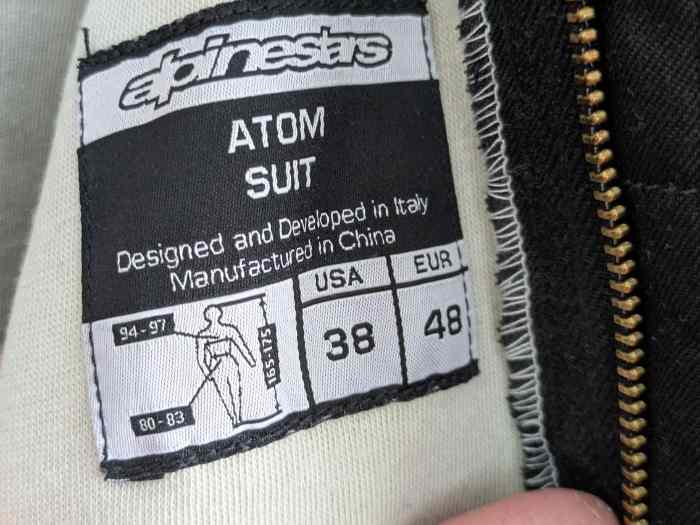 alpinestars
ATOM
SUIT
Designed and Developed in Italy
Manufactured in China
USA EUR
94-97
165-175
38 48
80-83